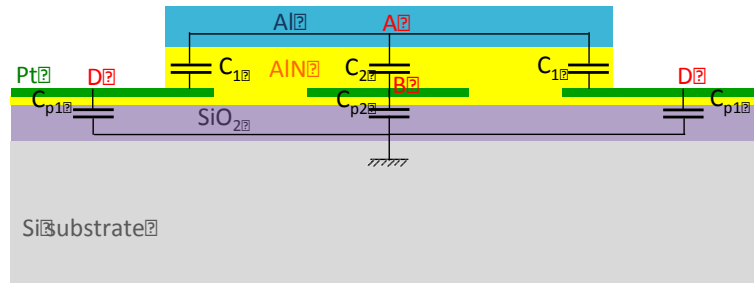 Al A
C1 AlN C2 C1
Pt D B D
Cp1 Cp2 Cp1
SiO2
Si substrate